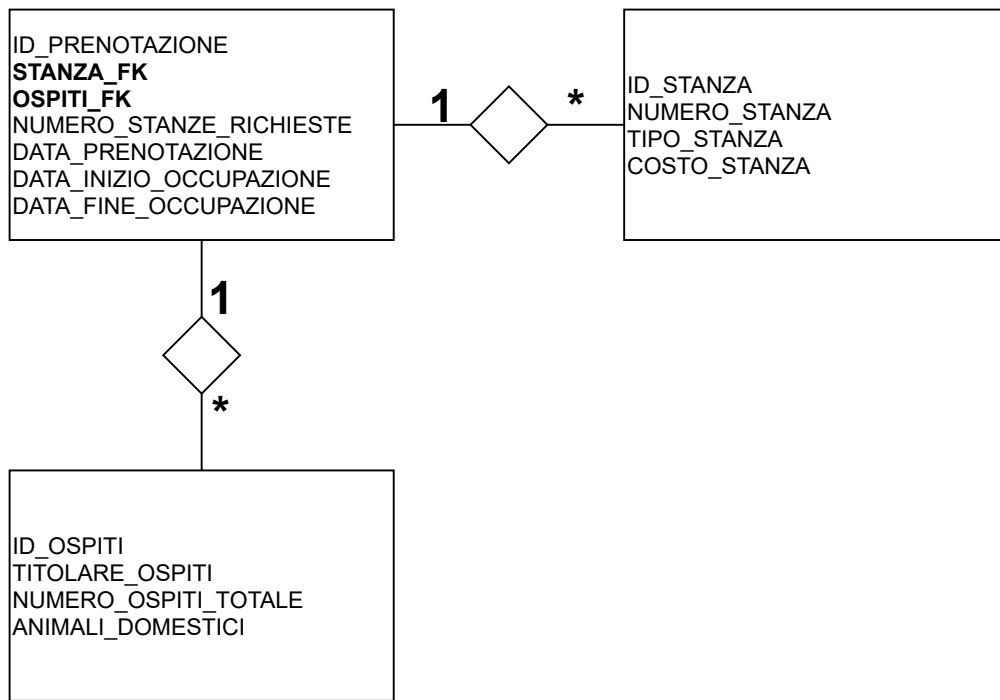 ID_PRENOTAZIONE
STANZA_FK
OSPITI_FK
NUMERO_STANZE_RICHIESTE
DATA_PRENOTAZIONE
DATA_INIZIO_OCCUPAZIONE
DATA_FINE_OCCUPAZIONE
1
*
ID_STANZA
NUMERO_STANZA
TIPO_STANZA
COSTO_STANZA
1
*
ID_OSPITI
TITOLARE_OSPITI
NUMERO_OSPITI_TOTALE
ANIMALI_DOMESTICI